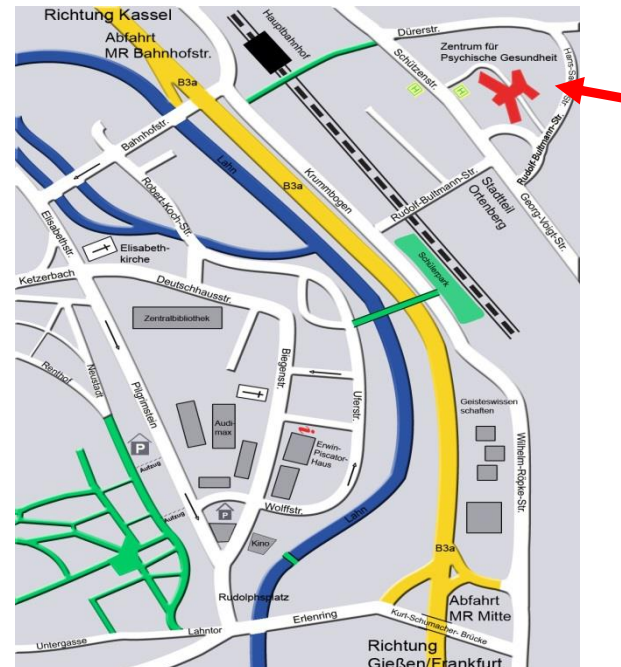 Richtung Kassel
Abfahrt
MR Bahnhofstr.
B3a
Hauptbahnhof
Dürerstr.
Schützenstr.
Zentrum für
Psychische Gesundheit
H
H
Rudolf-Bultmann-Str.
Bahnhofstr.
Lahn
B3a
Krummbogen
Rudolf-Bultmann-Str.
Stadtteil
Ortenberg
Georg-Voigt-Str.
Robert-Koch-Str.
Elisabethstr.
Elisabeth-
kirche
Ketzerbach
Deutschhausstr.
Schülerpark
Zentralbibliothek
Renthof
Neustadt
Pilgrimstein
Biegenstr.
Uferstr.
Audi-
max
Erwin-
Piscator-
Haus
Geisteswissen
schaften
Wilhelm-Röpke-Str.
P
Aufzug
Aufzug
P
Wolffstr.
Kino
Lahn
B3a
Rudolphsplatz
Abfahrt
MR Mitte
Erlenring
Kurt-Schumacher- Brücke
Lahntor
Untergasse
Richtung
Gießen/Frankfurt